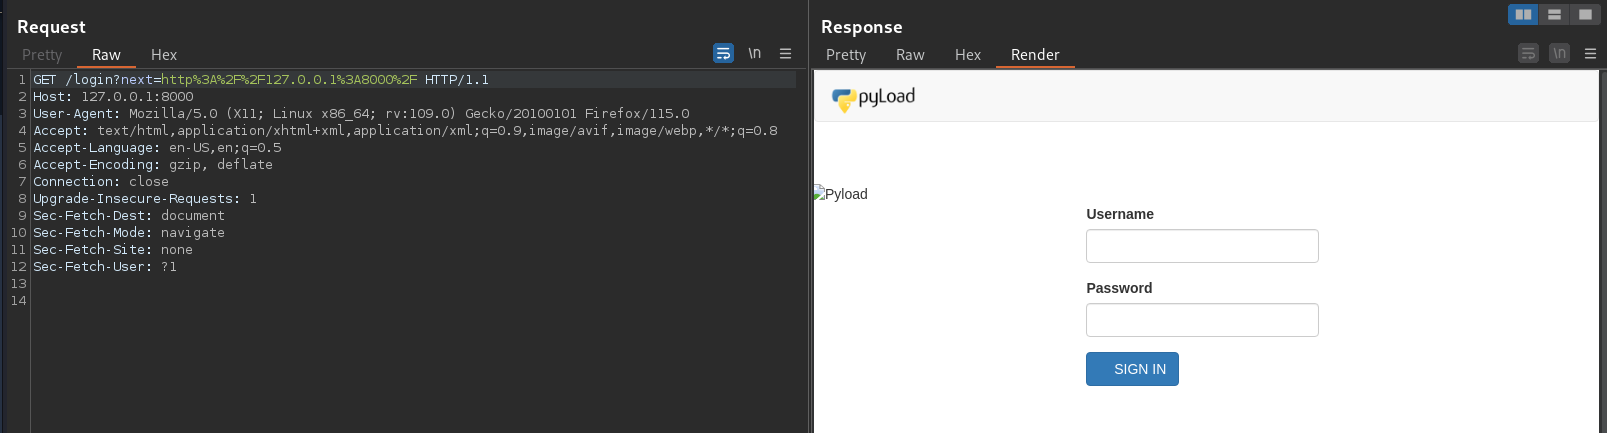 Request
Pretty Raw Hex \n
1 GET /login?next=http%3A%2F%2F127.0.0.1%3A8000%2F HTTP/1.1
2 Host: 127.0.0.1:8000
3 User-Agent: Mozilla/5.0 (X11; Linux x86_64; rv:109.0) Gecko/20100101 Firefox/115.0
4 Accept: text/html,application/xhtml+xml,application/xml;q=0.9,image/avif,image/webp,*/*;q=0.8
5 Accept-Language: en-US,en;q=0.5
6 Accept-Encoding: gzip, deflate
7 Connection: close
8 Upgrade-Insecure-Requests: 1
9 Sec-Fetch-Dest: document
10 Sec-Fetch-Mode: navigate
11 Sec-Fetch-Site: none
12 Sec-Fetch-User: ?1
13
14
Response
Pretty Raw Hex Render \n
pyLoad
Pyload
Username
Password
SIGN IN